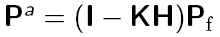 𝗣ᵃ = (𝗜 − 𝗞𝗛)𝗣_f